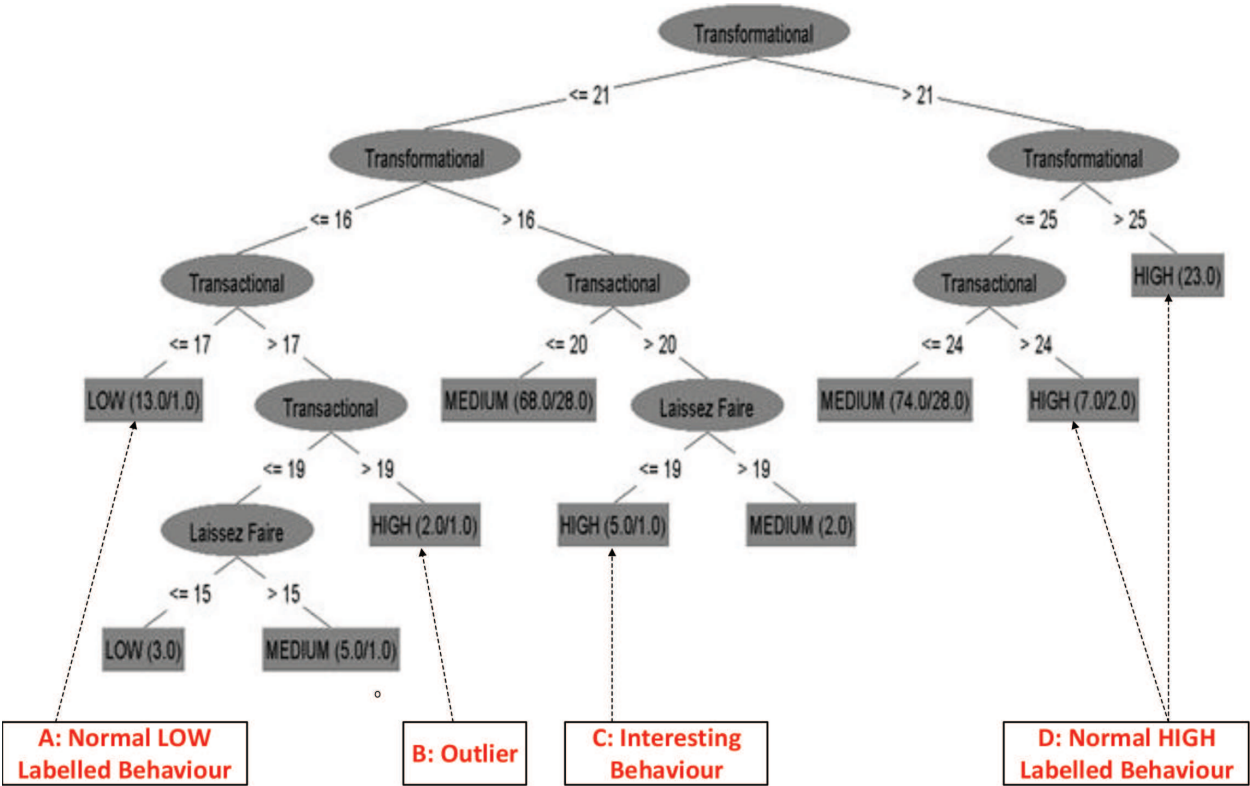 Transformational
<= 21
> 21
Transformational
Transformational
<= 16
> 16
<= 25
> 25
Transactional
Transactional
Transactional
HIGH (23.0)
<= 17
> 17
<= 20
> 20
<= 24
> 24
LOW (13.0/1.0)
Transactional
MEDIUM (68.0/28.0)
Laissez Faire
MEDIUM (74.0/28.0)
HIGH (7.0/2.0)
<= 19
> 19
<= 19
> 19
Laissez Faire
HIGH (2.0/1.0)
HIGH (5.0/1.0)
MEDIUM (2.0)
<= 15
> 15
LOW (3.0)
MEDIUM (5.0/1.0)
A: Normal LOW
Labelled Behaviour
B: Outlier
C: Interesting
Behaviour
D: Normal HIGH
Labelled Behaviour